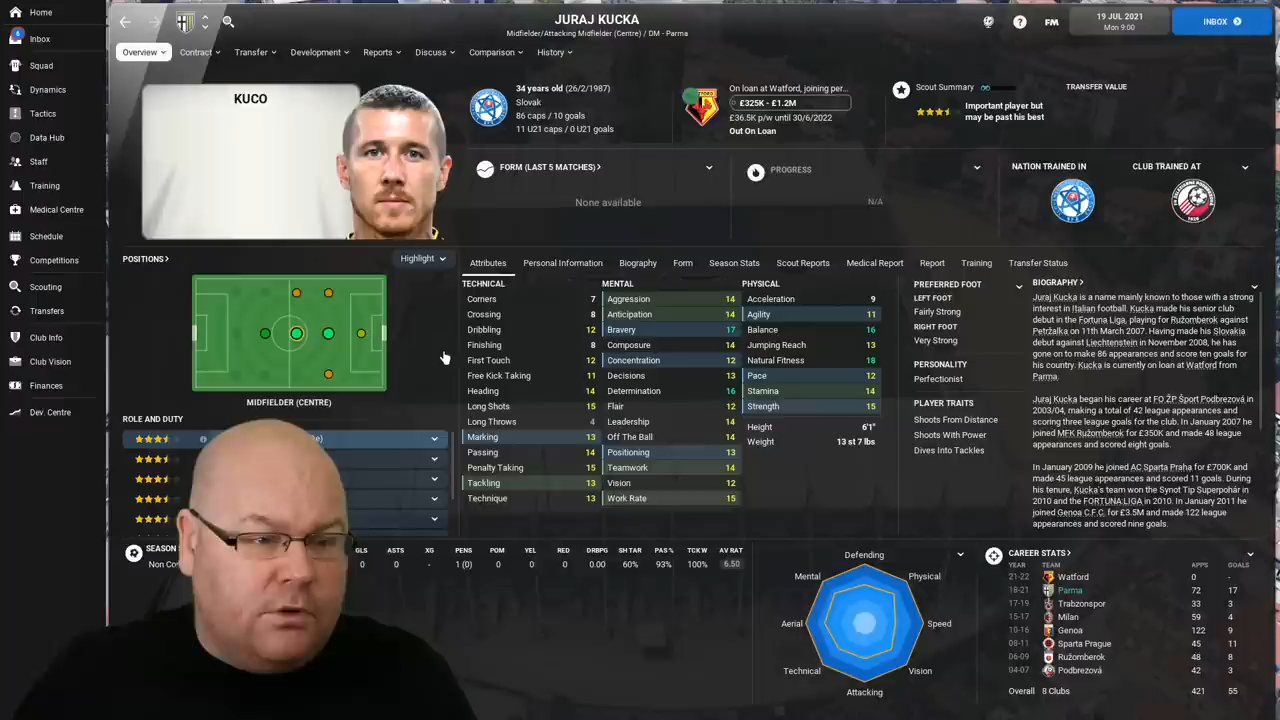 JURAJ KUCKA
Midfielder/Attacking Midfielder (Centre) / DM - Parma
FM
19 JUL 2021
Mon 9:00
INBOX
Home
6
Inbox
Squad
Dynamics
Tactics
Data Hub
Staff
Training
Medical Centre
Schedule
Competitions
Scouting
Transfers
Club Info
Club Vision
Finances
Dev. Centre
Overview
Contract
Transfer
Development
Reports
Discuss
Comparison
History
KUCO
34 years old (26/2/1987)
Slovak
86 caps / 10 goals
11 U21 caps / 0 U21 goals
On loan at Watford, joining per...
£325K - £1.2M
£36.5K p/w until 30/6/2022
Out On Loan
Scout Summary
Important player but
may be past his best
TRANSFER VALUE
FORM (LAST 5 MATCHES)
None available
PROGRESS
N/A
NATION TRAINED IN
CLUB TRAINED AT
POSITIONS
Highlight
MIDFIELDER (CENTRE)
ROLE AND DUTY
Attributes
Personal Information
Biography
Form
Season Stats
Scout Reports
Medical Report
Report
Training
Transfer Status
TECHNICAL
Corners 7
Crossing 8
Dribbling 12
Finishing 8
First Touch 12
Free Kick Taking 11
Heading 14
Long Shots 15
Long Throws 4
Marking 13
Passing 14
Penalty Taking 15
Tackling 13
Technique 13
MENTAL
Aggression 14
Anticipation 14
Bravery 17
Composure 14
Concentration 12
Decisions 13
Determination 16
Flair 12
Leadership 14
Off The Ball 14
Positioning 13
Teamwork 14
Vision 12
Work Rate 15
PHYSICAL
Acceleration 9
Agility 11
Balance 16
Jumping Reach 13
Natural Fitness 18
Pace 12
Stamina 14
Strength 15
Height 6'1"
Weight 13 st 7 lbs
PREFERRED FOOT
LEFT FOOT
Fairly Strong
RIGHT FOOT
Very Strong
PERSONALITY
Perfectionist
PLAYER TRAITS
Shoots From Distance
Shoots With Power
Dives Into Tackles
BIOGRAPHY
Juraj Kucka is a name mainly known to those with a strong
interest in Italian football. Kucka made his senior club
debut in the Fortuna Liga, playing for Ružomberok against
Petržalka on 11th March 2007. Having made his Slovakia
debut against Liechtenstein in November 2008, he has
gone on to make 86 appearances and score ten goals for
his country. Kucka is currently on loan at Watford from
Parma.
Juraj Kucka began his career at FO ŽP Šport Podbrezová in
2003/04, making a total of 42 league appearances and
scoring three league goals for the club. In January 2007 he
joined MFK Ružomberok for £350K and made 48 league
appearances and scored eight goals.
In January 2009 he joined AC Sparta Praha for £700K and
made 45 league appearances and scored 11 goals. During
his tenure, Kucka's team won the Synot Tip Superpohár in
2010 and the FORTUNA:LIGA in 2010. In January 2011 he
joined Genoa C.F.C. for £3.5M and made 122 league
appearances and scored nine goals.
SEASON
GLS ASTS XG PENS POM YEL RED DRBPG SH TAR PAS % TCK W AV RAT
0 0 - 1 (0) 0 0 0 0.00 60% 93% 100% 6.50
Defending
Physical
Speed
Vision
Attacking
Technical
Aerial
Mental
CAREER STATS
YEAR TEAM APPS GOALS
21-22 Watford 0 -
18-21 Parma 72 17
17-19 Trabzonspor 33 3
15-17 Milan 59 4
10-16 Genoa 122 9
08-11 Sparta Prague 45 11
06-09 Ružomberok 48 8
04-07 Podbrezová 42 3
Overall 8 Clubs 421 55